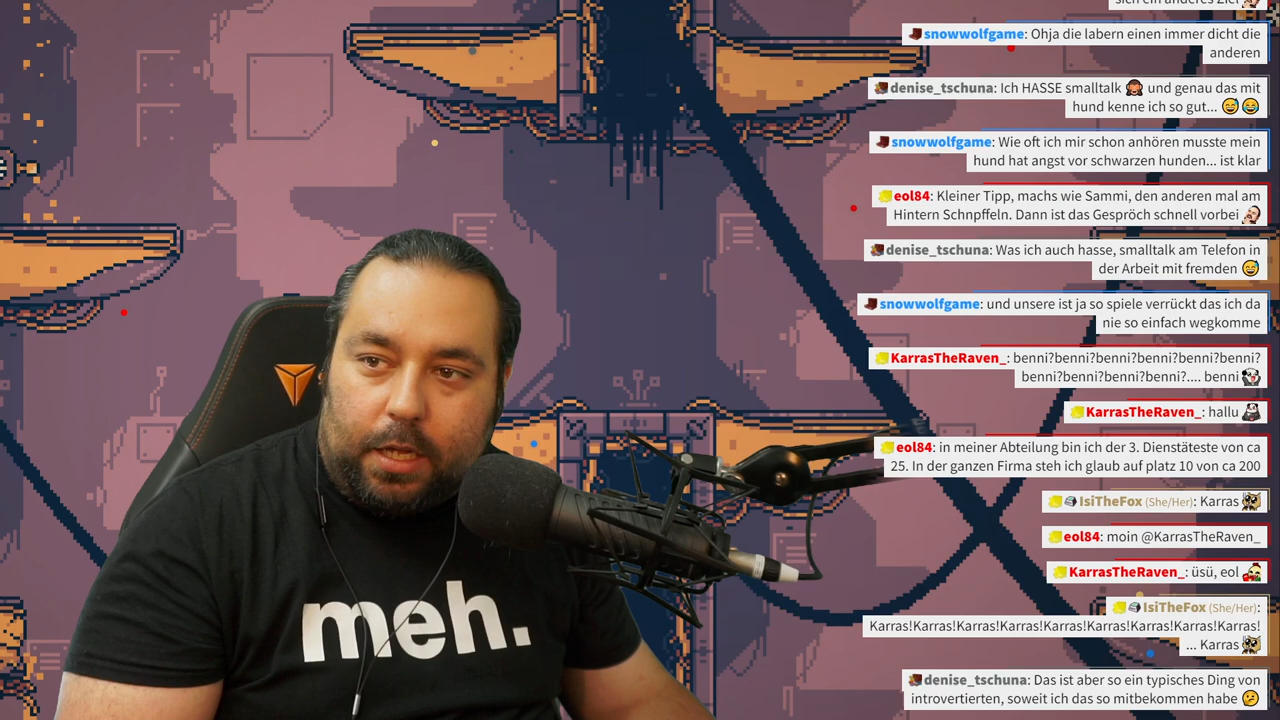 sich ein anderes Ziel
snowwolfgame: Ohja die labern einen immer dicht die
anderen
denise_tschuna: Ich HASSE smalltalk 🙊 und genau das mit
hund kenne ich so gut... 😅 😂
snowwolfgame: Wie oft ich mir schon anhören musste mein
hund hat angst vor schwarzen hunden... ist klar
eol84: Kleiner Tipp, machs wie Sammi, den anderen mal am
Hintern Schnpffeln. Dann ist das Gespröch schnell vorbei
denise_tschuna: Was ich auch hasse, smalltalk am Telefon in
der Arbeit mit fremden 😅
snowwolfgame: und unsere ist ja so spiele verrückt das ich da
nie so einfach wegkomme
KarrasTheRaven_: benni?benni?benni?benni?benni?benni?
benni?benni?benni?benni?.... benni
KarrasTheRaven_: hallu
eol84: in meiner Abteilung bin ich der 3. Dienstäteste von ca
25. In der ganzen Firma steh ich glaub auf platz 10 von ca 200
IsiTheFox (She/Her): Karras
eol84: moin @KarrasTheRaven_
KarrasTheRaven_: üsü, eol
IsiTheFox (She/Her):
Karras!Karras!Karras!Karras!Karras!Karras!Karras!Karras!Karras!
... Karras
denise_tschuna: Das ist aber so ein typisches Ding von
introvertierten, soweit ich das so mitbekommen habe 🤔
meh.